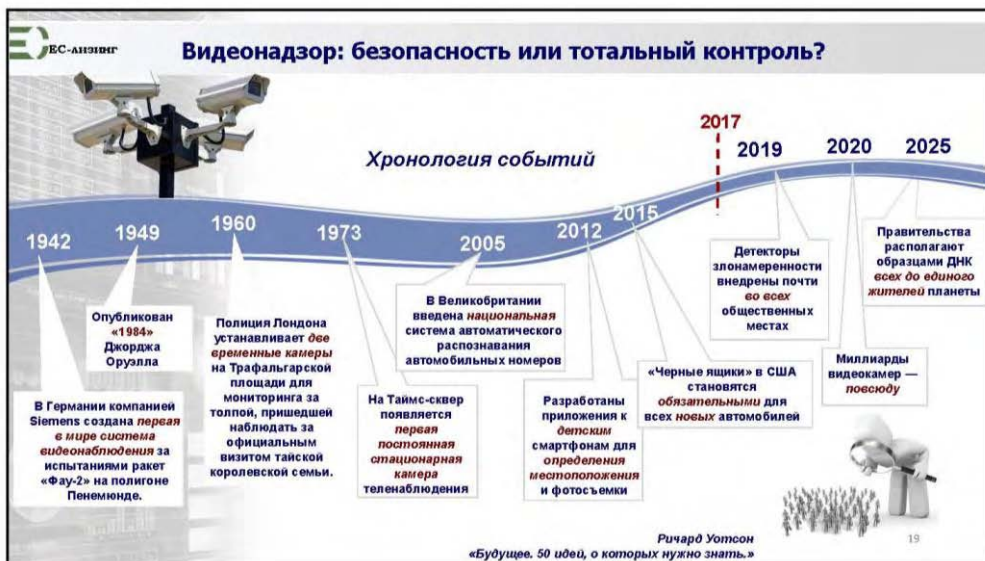 ЕС-лизинг
Видеонадзор: безопасность или тотальный контроль?
Хронология событий
1942
1949
1960
1973
2005
2012
2015
2017
2019
2020
2025
В Германии компанией
Siemens создана первая
в мире система
видеонаблюдения за
испытаниями ракет
«Фау-2» на полигоне
Пенемюнде.
Опубликован
«1984»
Джорджа
Оруэлла
Полиция Лондона
устанавливает две
временные камеры
на Трафальгарской
площади для
мониторинга за
толпой, пришедшей
наблюдать за
официальным
визитом тайской
королевской семьи.
На Таймс-сквер
появляется
первая
постоянная
стационарная
камера
теленаблюдения
В Великобритании
введена национальная
система автоматического
распознавания
автомобильных номеров
Разработаны
приложения к
детским
смартфонам для
определения
местоположения
и фотосъемки
«Черные ящики» в США
становятся
обязательными для
всех новых автомобилей
Детекторы
злонамеренности
внедрены почти
во всех
общественных
местах
Миллиарды
видеокамер —
повсюду
Правительства
располагают
образцами ДНК
всех до единого
жителей планеты
Ричард Уотсон
«Будущее. 50 идей, о которых нужно знать.»
19